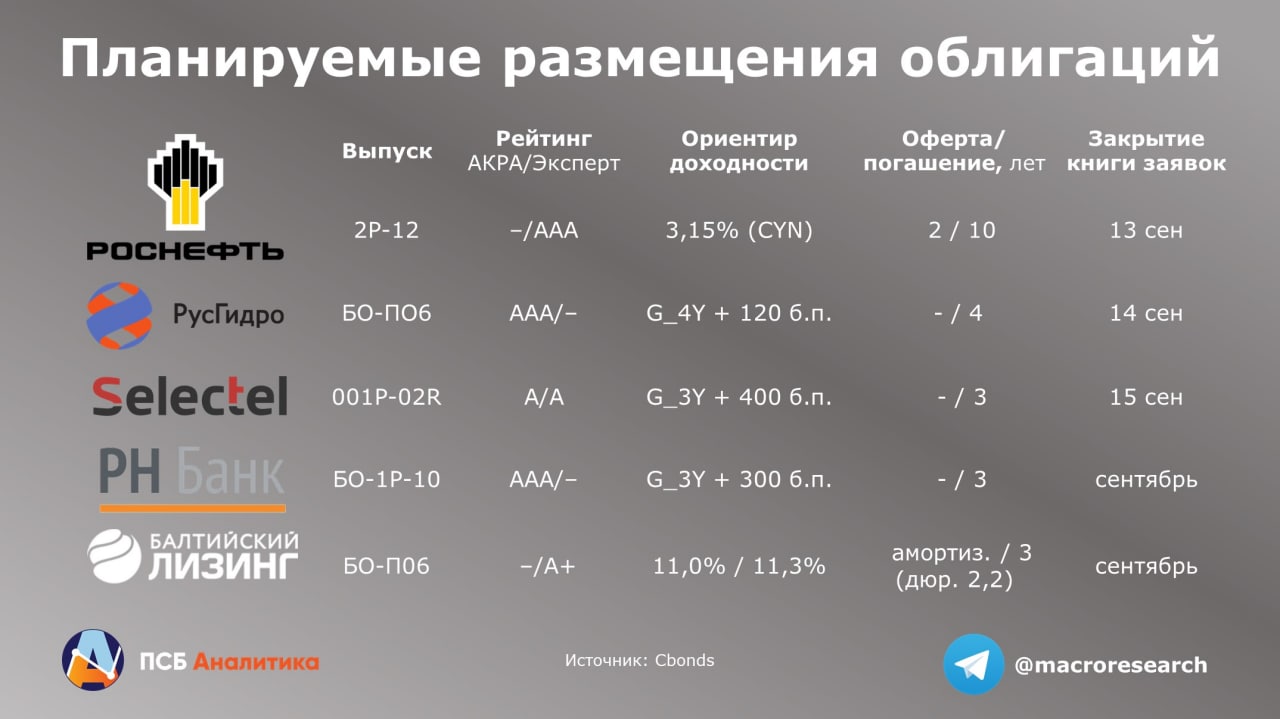 Планируемые размещения облигаций
Выпуск
Рейтинг
АКРА/Эксперт
Ориентир
доходности
Оферта/
погашение, лет
Закрытие
книги заявок
РОСНЕФТЬ
2Р-12
–/ААА
3,15% (CYN)
2 / 10
13 сен
РусГидро
БО-ПО6
ААА/–
G_4Y + 120 б.п.
- / 4
14 сен
Selectel
001P-02R
А/А
G_3Y + 400 б.п.
- / 3
15 сен
РН Банк
БО-1Р-10
ААА/–
G_3Y + 300 б.п.
- / 3
сентябрь
БАЛТИЙСКИЙ
ЛИЗИНГ
БО-П06
–/А+
11,0% / 11,3%
амортиз. / 3
(дюр. 2,2)
сентябрь
ПСБ Аналитика
Источник: Cbonds
@macroresearch